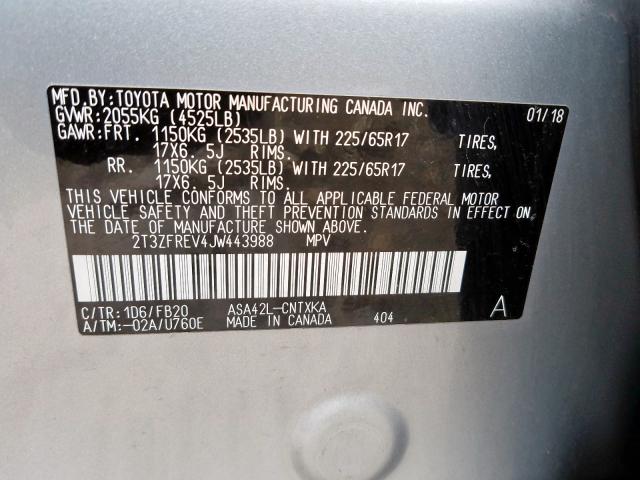 MFD. BY: TOYOTA MOTOR MANUFACTURING CANADA INC. 01/18
GVWR: 2055KG (4525LB)
GAWR: FRT. 1150KG (2535LB) WITH 225/65R17 TIRES,
17X6. 5J RIMS.
RR. 1150KG (2535LB) WITH 225/65R17 TIRES,
17X6. 5J RIMS.
THIS VEHICLE CONFORMS TO ALL APPLICABLE FEDERAL MOTOR
VEHICLE SAFETY AND THEFT PREVENTION STANDARDS IN EFFECT ON
THE DATE OF MANUFACTURE SHOWN ABOVE.
2T3ZFREV4JW443988 MPV
C/TR: 1D6/FB20 ASA42L-CNTXKA
A/TM: -02A/U760E MADE IN CANADA 404 A